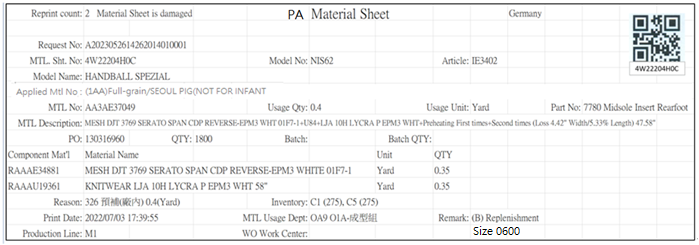 Reprint count: 2 Material Sheet is damaged PA Material Sheet Germany
Request No: A2023052614262014010001
MTL. Sht. No: 4W22204H0C Model No: NIS62 Article: IE3402 4W22204H0C
Model Name: HANDBALL SPEZIAL
Applied Mtl No : (1AA)Full-grain/SEOUL PIG(NOT FOR INFANT
MTL No: AA3AE37049 Usage Qty: 0.4 Usage Unit: Yard Part No: 7780 Midsole Insert Rearfoot
MTL Description: MESH DJT 3769 SERATO SPAN CDP REVERSE-EPM3 WHT 01F7-1+U84+LJA 10H LYCRA P EPM3 WHT+Preheating First times+Second times (Loss 4.42" Width/5.33% Length) 47.58"
PO: 130316960 QTY: 1800 Batch: Batch QTY:
Component Mat'l Material Name Unit QTY
RAAAE34881 MESH DJT 3769 SERATO SPAN CDP REVERSE-EPM3 WHITE 01F7-1 Yard 0.35
RAAAU19361 KNITWEAR LJA 10H LYCRA P EPM3 WHT 58" Yard 0.35
Reason: 326 預補(廠內) 0.4(Yard) Inventory: C1 (275), C5 (275)
Print Date: 2022/07/03 17:39:55 MTL Usage Dept: OA9 O1A-成型組 Remark: (B) Replenishment
Production Line: M1 WO Work Center: Size 0600